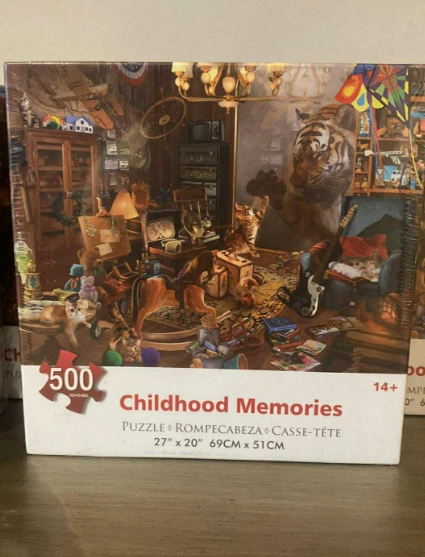 500
14+
Childhood Memories
PUZZLE ◊ ROMPECABEZA ◊ CASSE-TÊTE
27" x 20" 69CM x 51CM